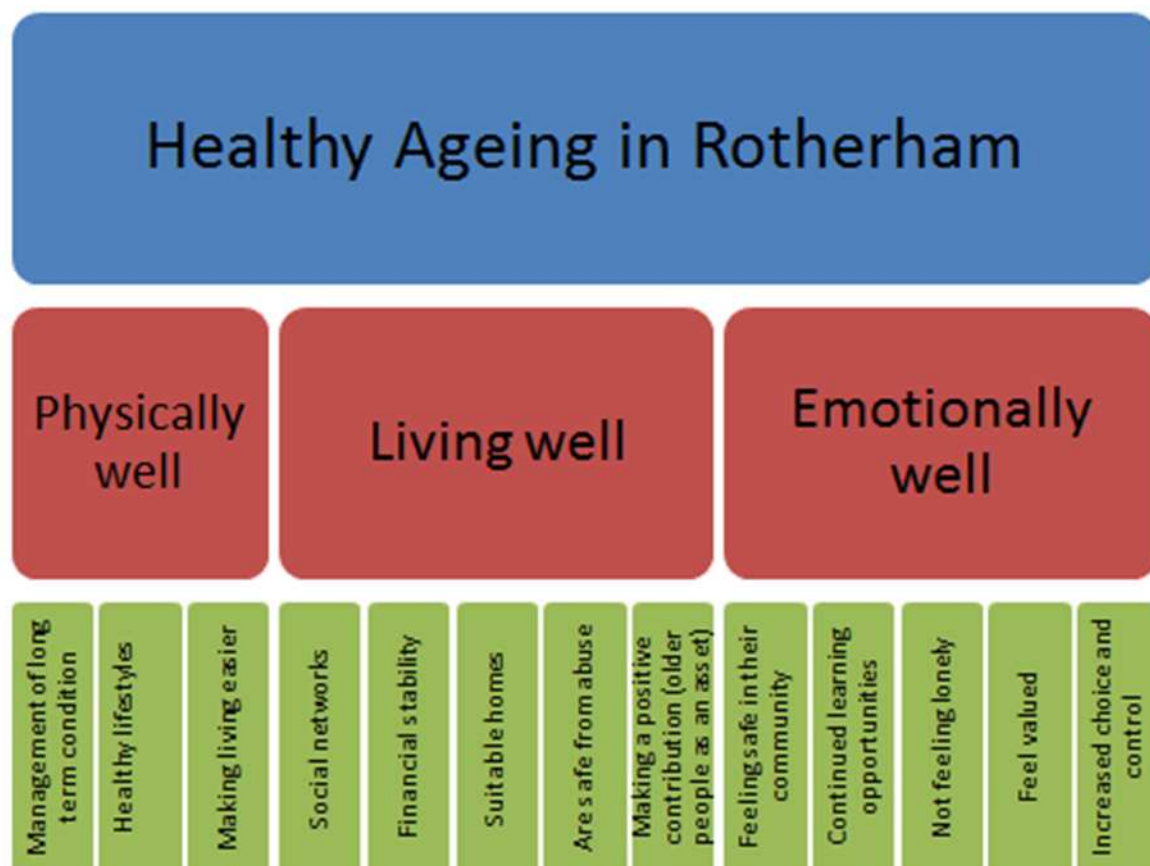 Healthy Ageing in Rotherham
Physically
well
Living well
Emotionally
well
Management of long
term condition
Healthy lifestyles
Making living easier
Social networks
Financial stability
Suitable homes
Are safe from abuse
Making a positive
contribution (older
people as an asset)
Feeling safe in their
community
Continued learning
opportunities
Not feeling lonely
Feel valued
Increased choice and
control